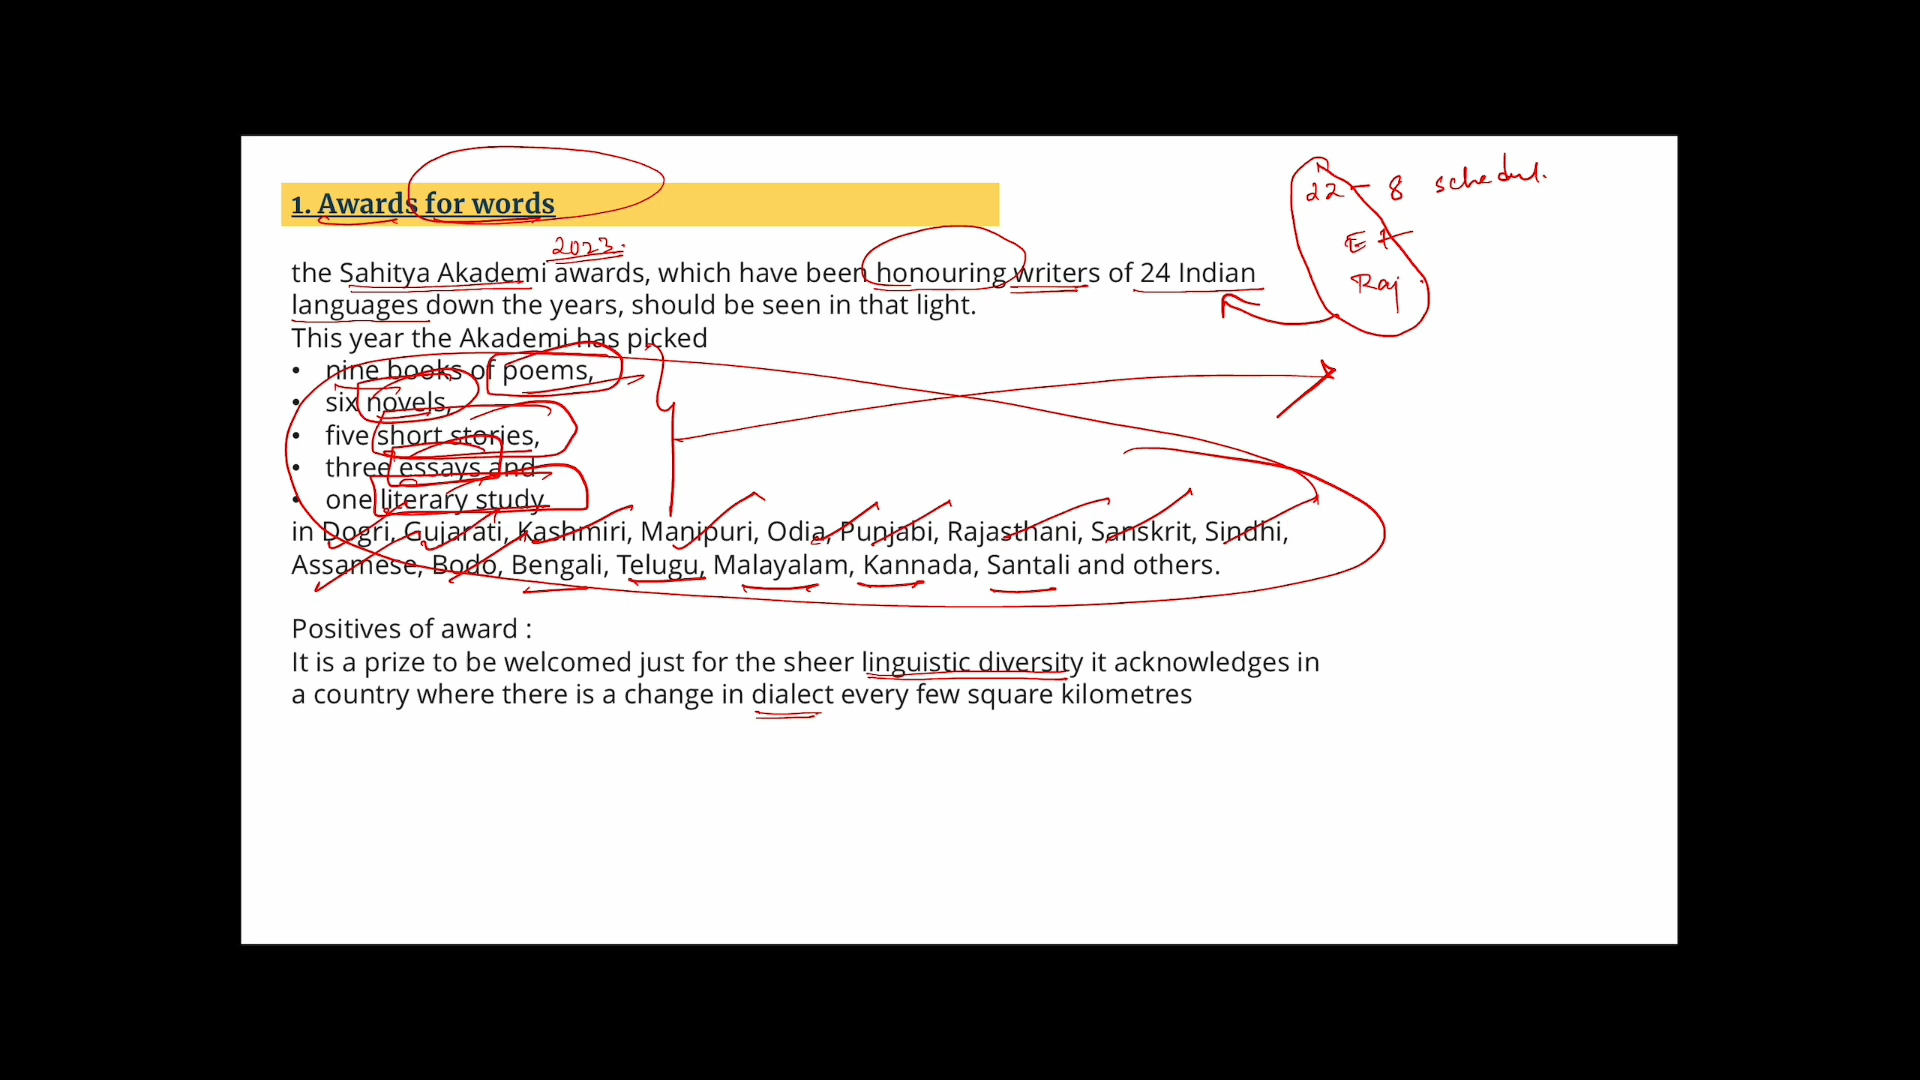 22 - 8 schedul.
1. Awards for words
2023.
E +
Raj
the Sahitya Akademi awards, which have been honouring writers of 24 Indian
languages down the years, should be seen in that light.
This year the Akademi has picked
• nine books of poems,
• six novels,
• five short stories,
• three essays and
• one literary study
in Dogri, Gujarati, Kashmiri, Manipuri, Odia, Punjabi, Rajasthani, Sanskrit, Sindhi,
Assamese, Bodo, Bengali, Telugu, Malayalam, Kannada, Santali and others.
Positives of award :
It is a prize to be welcomed just for the sheer linguistic diversity it acknowledges in
a country where there is a change in dialect every few square kilometres